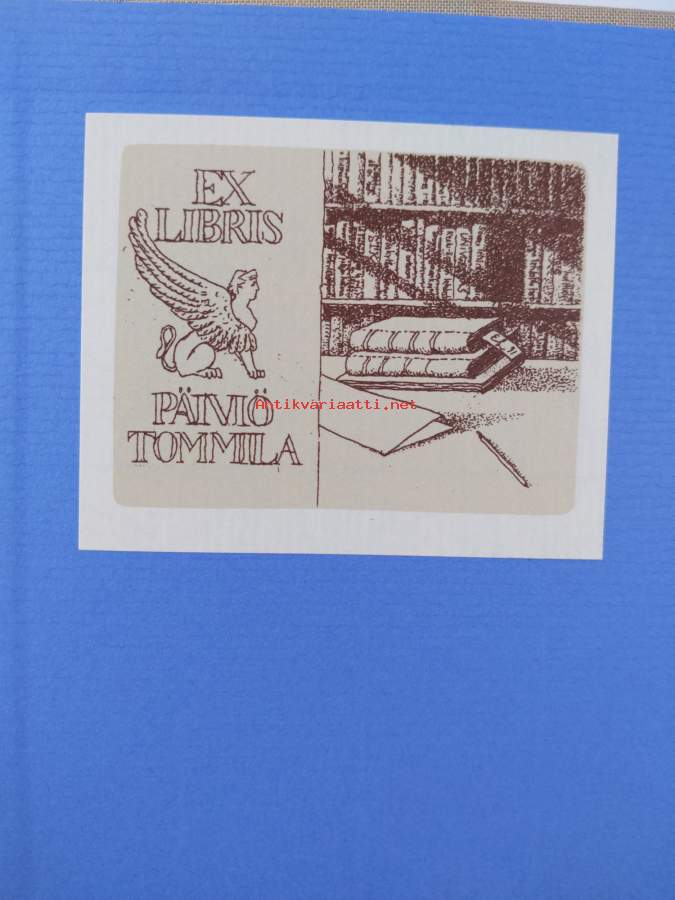 EX
LIBRIS
PÄIVIÖ
TOMMILA
Antikvariaatti.net